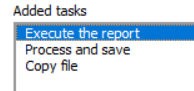 Added tasks
Execute the report
Process and save
Copy file